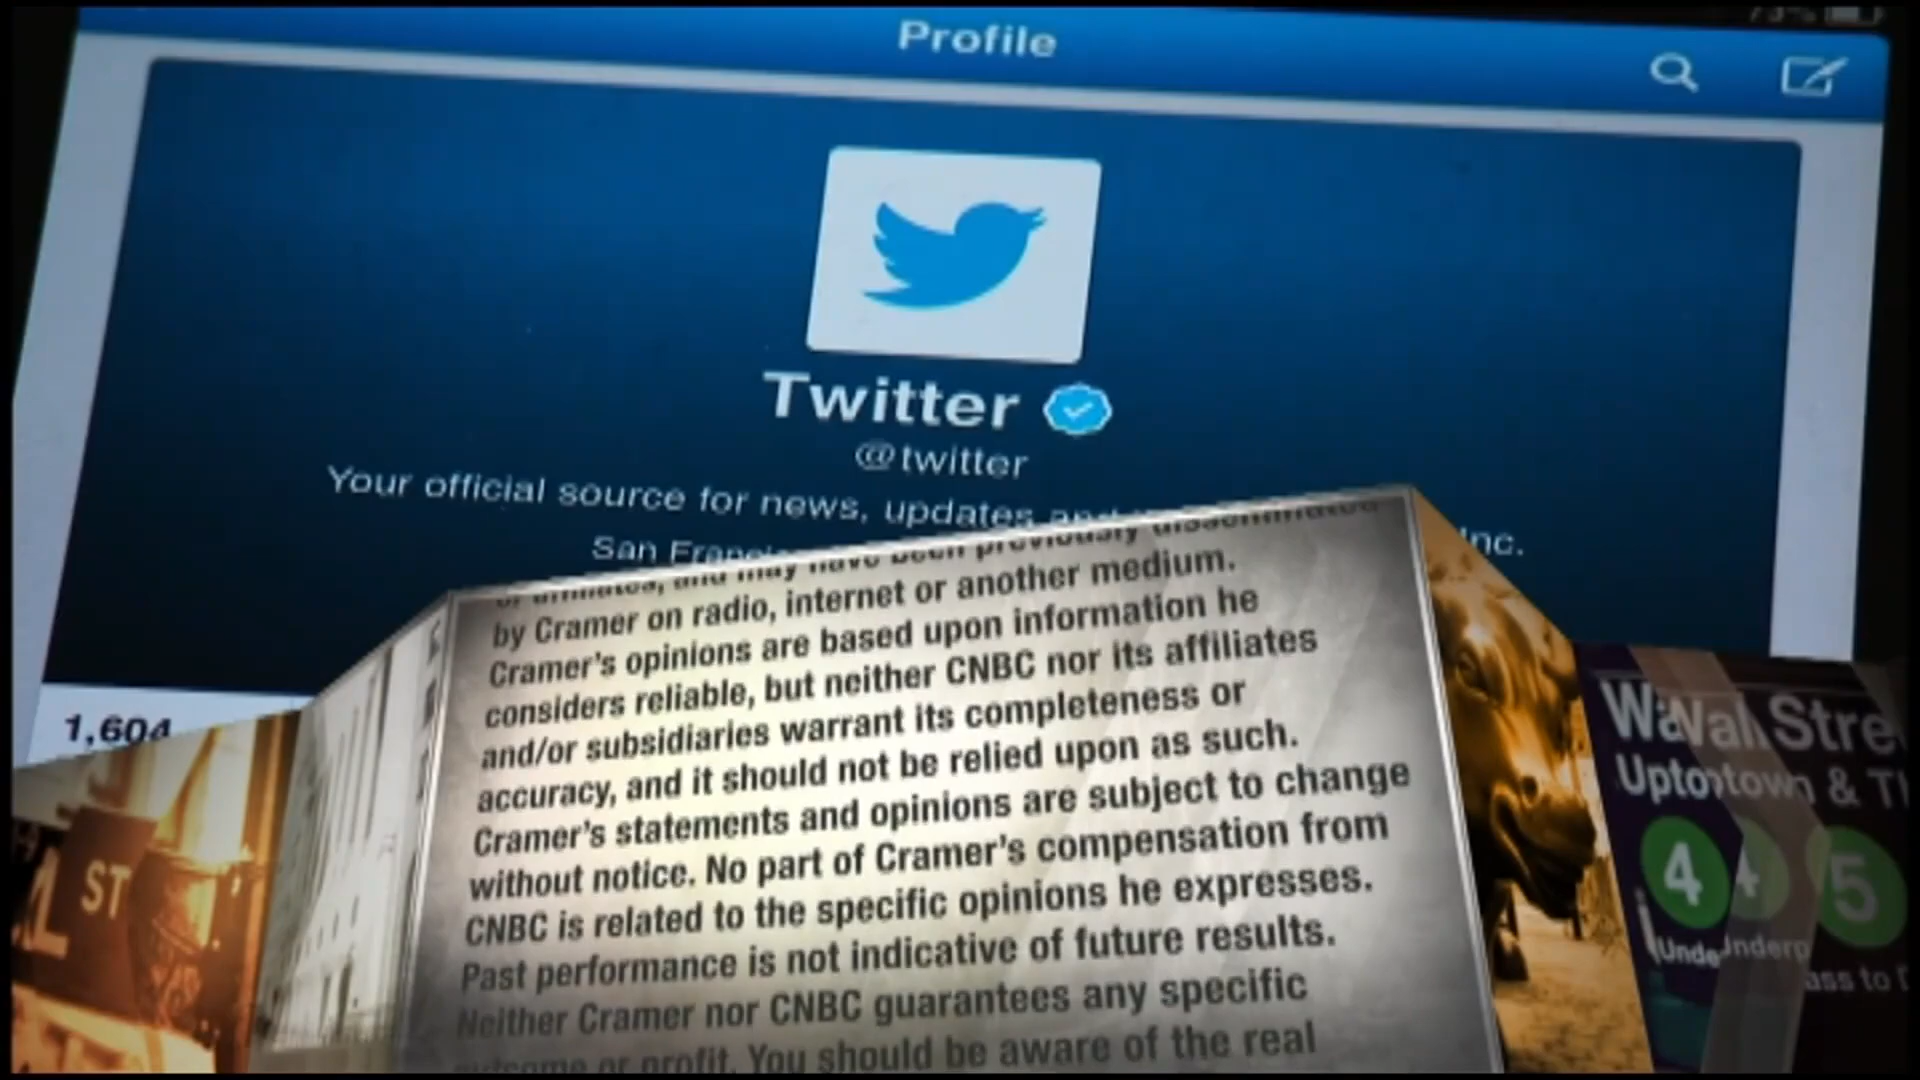 Profile
Twitter
@twitter
Your official source for news, updates
Inc.
San
1,604
been previously disseminated
by Cramer on radio, internet or another medium.
Cramer's opinions are based upon information he
considers reliable, but neither CNBC nor its affiliates
and/or subsidiaries warrant its completeness or
accuracy, and it should not be relied upon as such.
Cramer's statements and opinions are subject to change
without notice. No part of Cramer's compensation from
CNBC is related to the specific opinions he expresses.
Past performance is not indicative of future results.
Neither Cramer nor CNBC guarantees any specific
or profit. You should be aware of the real
ST
4
4
5